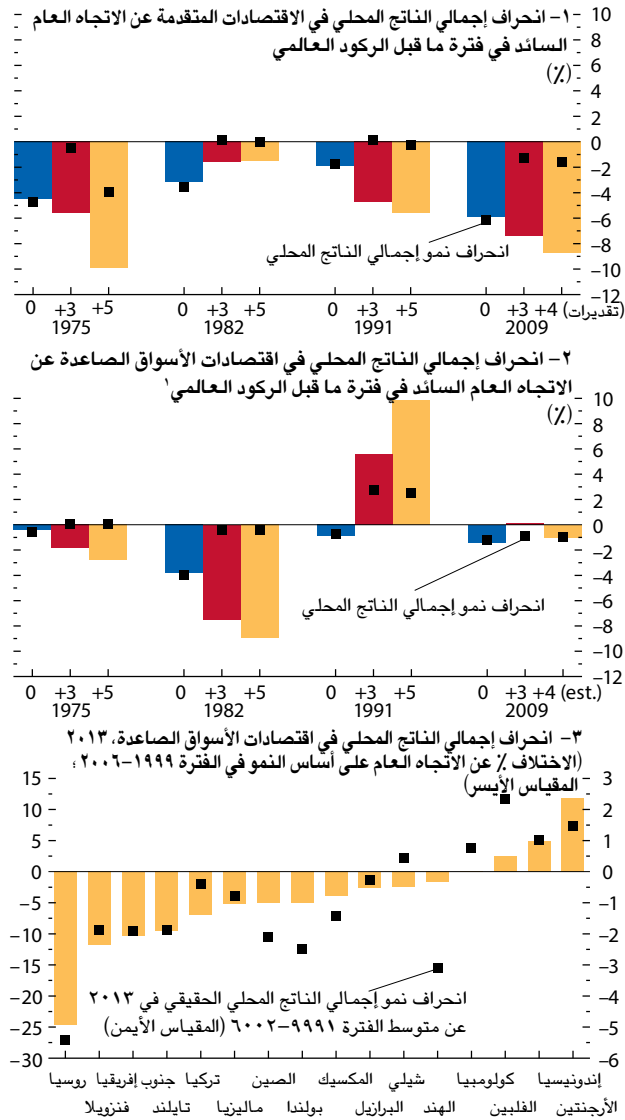 ١– انحراف إجمالي الناتج المحلي في الاقتصادات المتقدمة عن الاتجاه العام
السائد في فترة ما قبل الركود العالمي
(٪)
10
8
6
4
2
0
–2
–4
–6
–8
–10
–12
انحراف نمو إجمالي الناتج المحلي
0 +3 +5 0 +3 +5 0 +3 +5 0 +3 +4 (تقديرات)
1975 1982 1991 2009
٢– انحراف إجمالي الناتج المحلي في اقتصادات الأسواق الصاعدة عن
الاتجاه العام السائد في فترة ما قبل الركود العالمي١
(٪)
10
8
6
4
2
0
–2
–4
–6
–8
–10
–12
انحراف نمو إجمالي الناتج المحلي
0 +3 +5 0 +3 +5 0 +3 +5 0 +3 +4 (est.)
1975 1982 1991 2009
٣– انحراف إجمالي الناتج المحلي في اقتصادات الأسواق الصاعدة، ٢٠١٣
(الاختلاف ٪ عن الاتجاه العام على أساس النمو في الفترة ١٩٩٩–٢٠٠٦؛
المقياس الأيسر)
15 3
10 2
5 1
0 0
–5 –1
–10 –2
–15 –3
–20 –4
–25 –5
–30 –6
انحراف نمو إجمالي الناتج المحلي الحقيقي في ٢٠١٣
عن متوسط الفترة ٩٩٩١–٦٠٠٢ (المقياس الأيمن)
روسيا جنوب إفريقيا تركيا الصين المكسيك شيلي كولومبيا إندونيسيا
فنزويلا تايلند ماليزيا بولندا البرازيل الهند الفلبين الأرجنتين